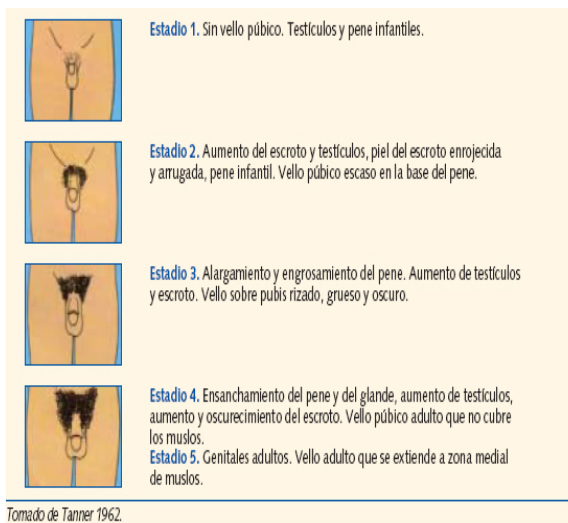 Estadio 1. Sin vello púbico. Testículos y pene infantiles.
Estadio 2. Aumento del escroto y testículos, piel del escroto enrojecida
y arrugada, pene infantil. Vello púbico escaso en la base del pene.
Estadio 3. Alargamiento y engrosamiento del pene. Aumento de testículos
y escroto. Vello sobre pubis rizado, grueso y oscuro.
Estadio 4. Ensanchamiento del pene y del glande, aumento de testículos,
aumento y oscurecimiento del escroto. Vello púbico adulto que no cubre
los muslos.
Estadio 5. Genitales adultos. Vello adulto que se extiende a zona medial
de muslos.
Tomado de Tanner 1962.